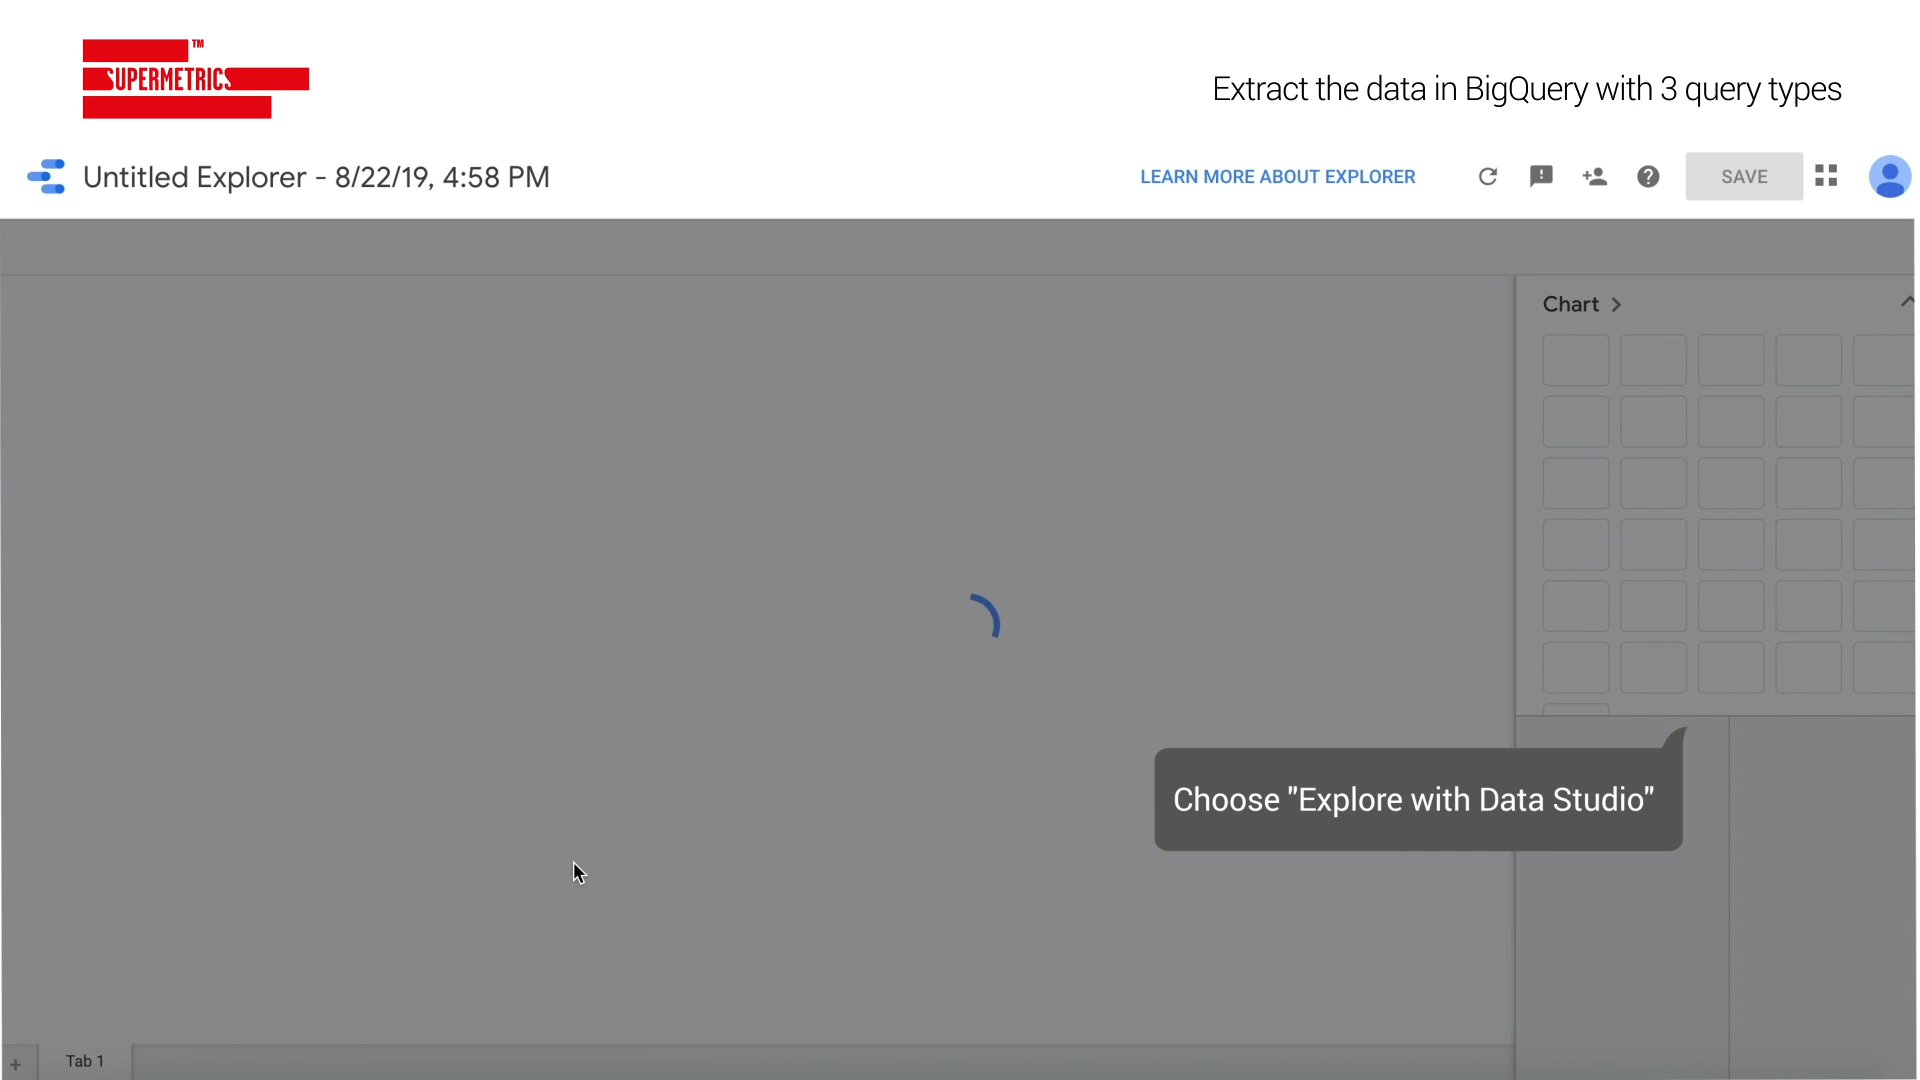 TM
SUPERMETRICS
Extract the data in BigQuery with 3 query types
Untitled Explorer - 8/22/19, 4:58 PM
LEARN MORE ABOUT EXPLORER
SAVE
Chart
Choose "Explore with Data Studio"
+ Tab 1